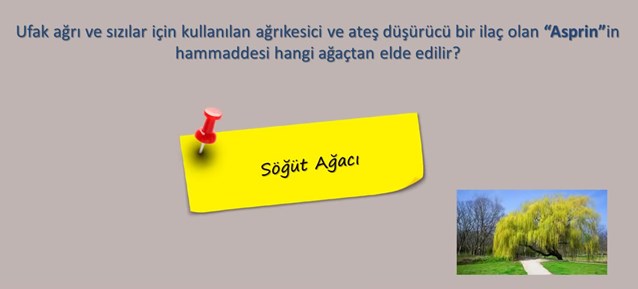 Ufak ağrı ve sızılar için kullanılan ağrıkesici ve ateş düşürücü bir ilaç olan “Asprin”in
hammaddesi hangi ağaçtan elde edilir?
Söğüt Ağacı